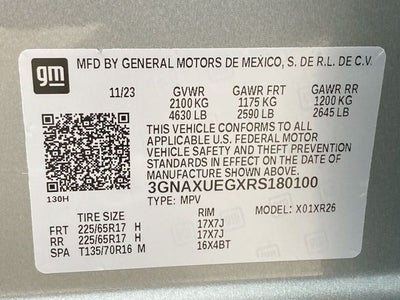 gm
MFD BY GENERAL MOTORS DE MEXICO, S. DE R.L. DE C.V.
11/23 GVWR GAWR FRT GAWR RR
2100 KG 1175 KG 1200 KG
4630 LB 2590 LB 2645 LB
THIS VEHICLE CONFORMS TO ALL
APPLICABLE U.S. FEDERAL MOTOR
VEHICLE SAFETY AND THEFT PREVENTION
STANDARDS IN EFFECT ON THE DATE OF
MANUFACTURE SHOWN ABOVE.
3GNAXUEGXRS180100
130H TYPE: MPV MODEL: X01XR26
TIRE SIZE RIM
FRT 225/65R17 H 17X7J
RR 225/65R17 H 17X7J
SPA T135/70R16 M 16X4BT